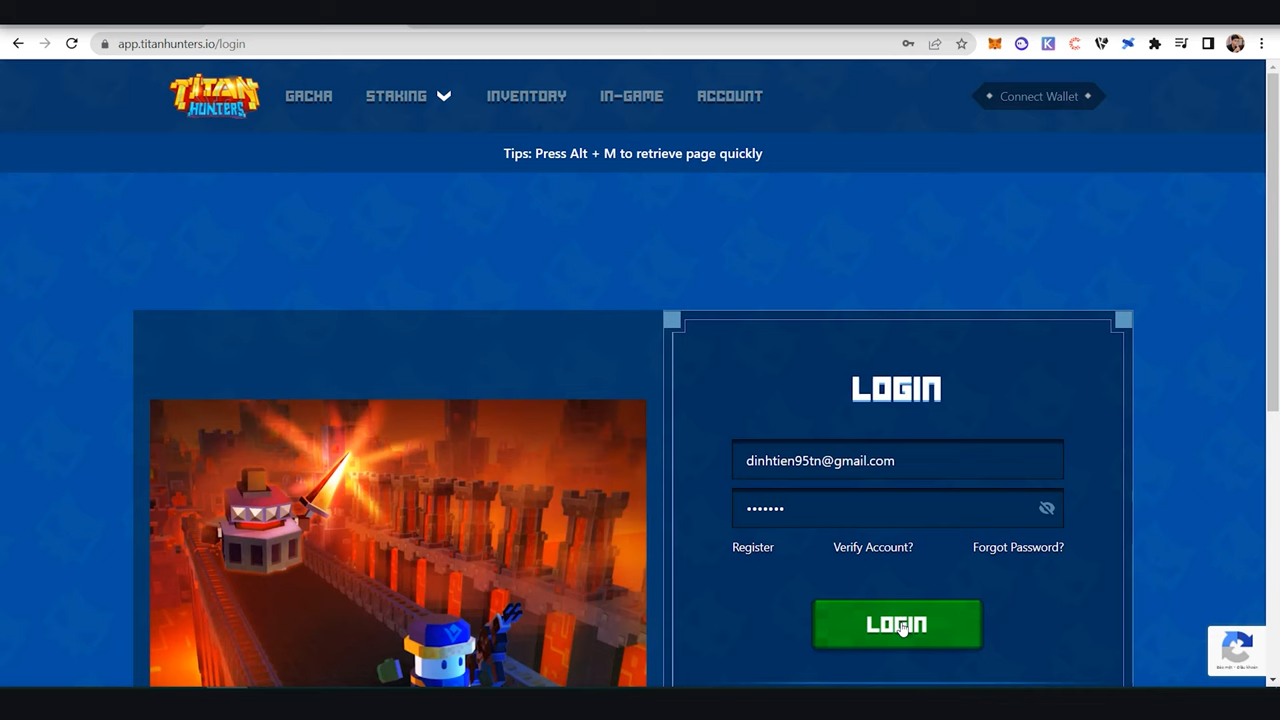 app.titanhunters.io/login
TITAN HUNTERS
GACHA
STAKING
INVENTORY
IN-GAME
ACCOUNT
Connect Wallet
Tips: Press Alt + M to retrieve page quickly
LOGIN
dinhtien95tn@gmail.com
•••••••
Register
Verify Account?
Forgot Password?
LOGIN